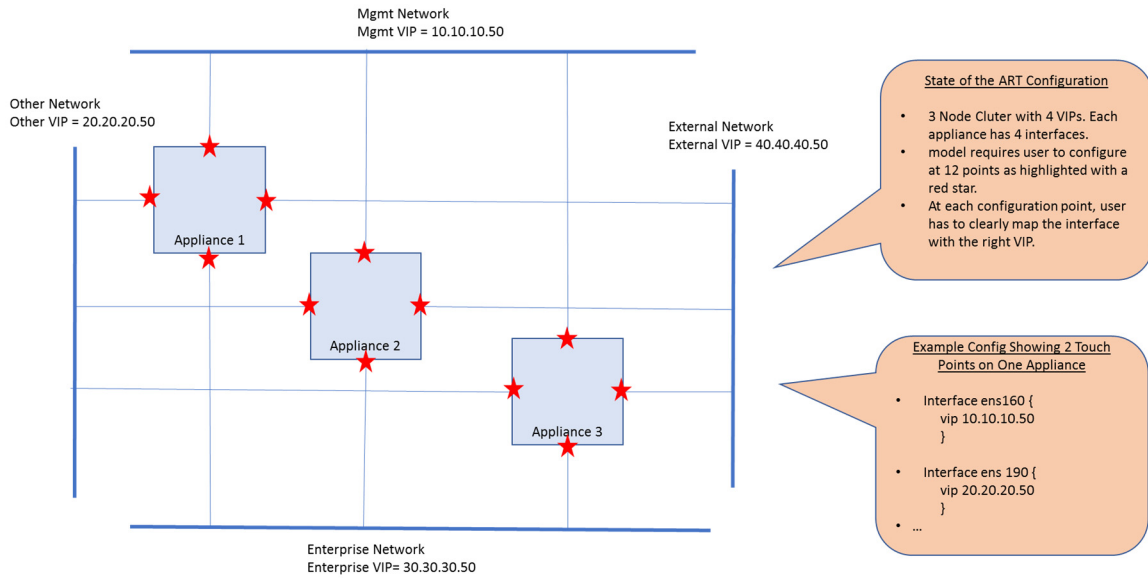 Mgmt Network
Mgmt VIP = 10.10.10.50
Other Network
Other VIP = 20.20.20.50
External Network
External VIP = 40.40.40.50
Appliance 1
Appliance 2
Appliance 3
Enterprise Network
Enterprise VIP= 30.30.30.50
State of the ART Configuration
• 3 Node Cluter with 4 VIPs. Each
appliance has 4 interfaces.
• model requires user to configure
at 12 points as highlighted with a
red star.
• At each configuration point, user
has to clearly map the interface
with the right VIP.
Example Config Showing 2 Touch
Points on One Appliance
• Interface ens160 {
vip 10.10.10.50
}
• Interface ens 190 {
vip 20.20.20.50
}
• ...